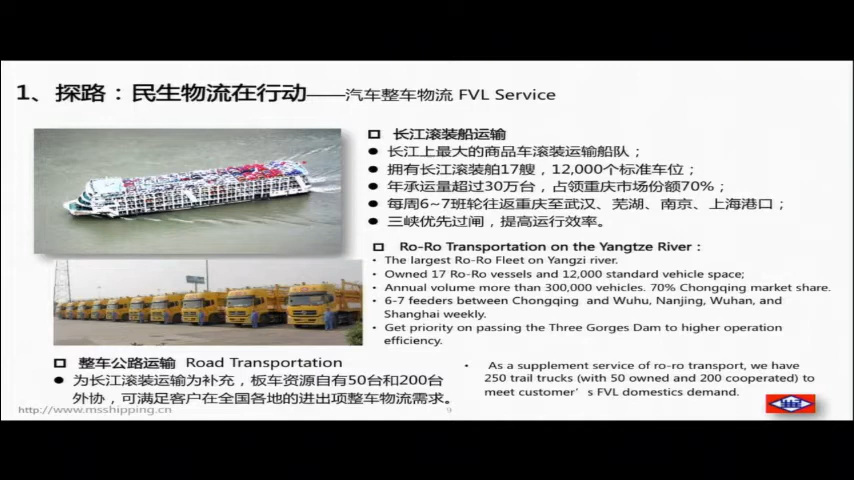 1、探路：民生物流在行动——汽车整车物流 FVL Service
长江滚装船运输
长江上最大的商品车滚装运输船队；
拥有长江滚装船17艘，12,000个标准车位；
年承运量超过30万台，占领重庆市场份额70%；
每周6~7班轮往返重庆至武汉、芜湖、南京、上海港口；
三峡优先过闸，提高运行效率。
Ro-Ro Transportation on the Yangtze River：
The largest Ro-Ro Fleet on Yangzi river.
Owned 17 Ro-Ro vessels and 12,000 standard vehicle space;
Annual volume more than 300,000 vehicles. 70% Chongqing market share.
6-7 feeders between Chongqing and Wuhu, Nanjing, Wuhan, and
Shanghai weekly.
Get priority on passing the Three Gorges Dam to higher operation
efficiency.
整车公路运输 Road Transportation
为长江滚装运输为补充，板车资源自有50台和200台
外协，可满足客户在全国各地的进出项整车物流需求。
As a supplement service of ro-ro transport, we have
250 trail trucks (with 50 owned and 200 cooperated) to
meet customer's FVL domestics demand.
http://www.msshipping.cn
9